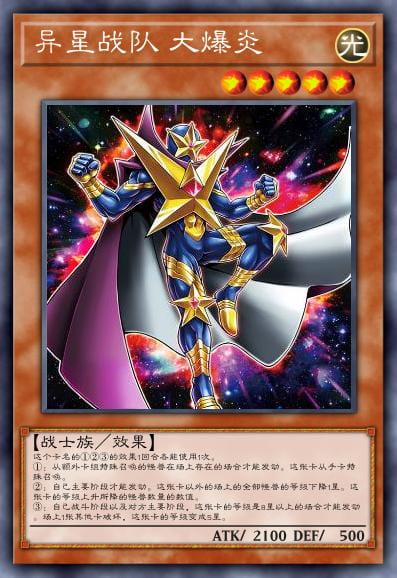 异星战队 大爆炎
光
【战士族／效果】
这个卡名的①②③的效果1回合各能使用1次。
①：从额外卡组特殊召唤的怪兽在场上存在的场合才能发动。这张卡从手卡特
殊召唤。
②：自己主要阶段才能发动。这张卡以外的场上的全部怪兽的等级下降1星。这
张卡的等级上升所降的怪兽数量的数值。
③：自己战斗阶段以及对方主要阶段，这张卡的等级是8星以上的场合才能发动
。场上1张其他卡破坏，这张卡的等级变成5星。
ATK/ 2100 DEF/ 500